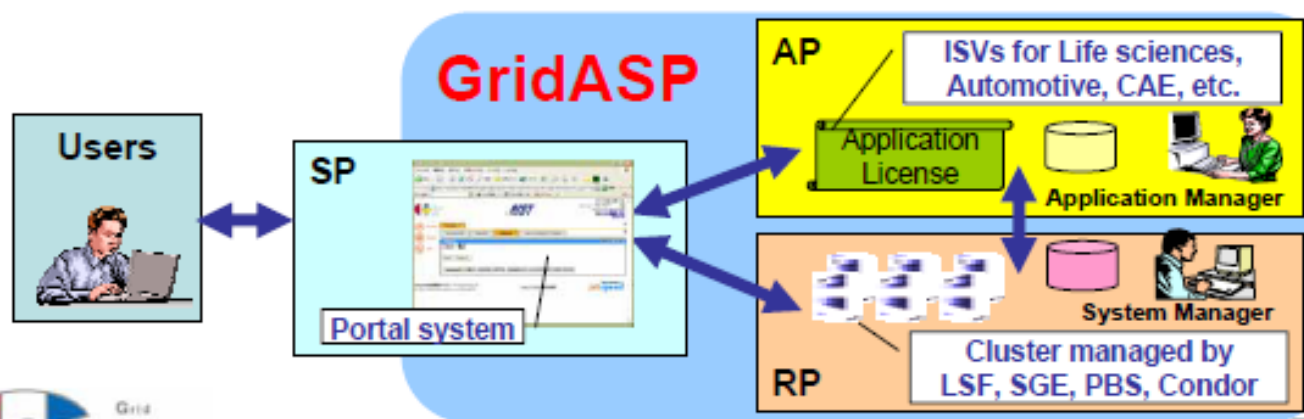 GridASP
Users
SP
Portal system
AP
ISVs for Life sciences,
Automotive, CAE, etc.
Application
License
Application Manager
System Manager
RP
Cluster managed by
LSF, SGE, PBS, Condor
Grid